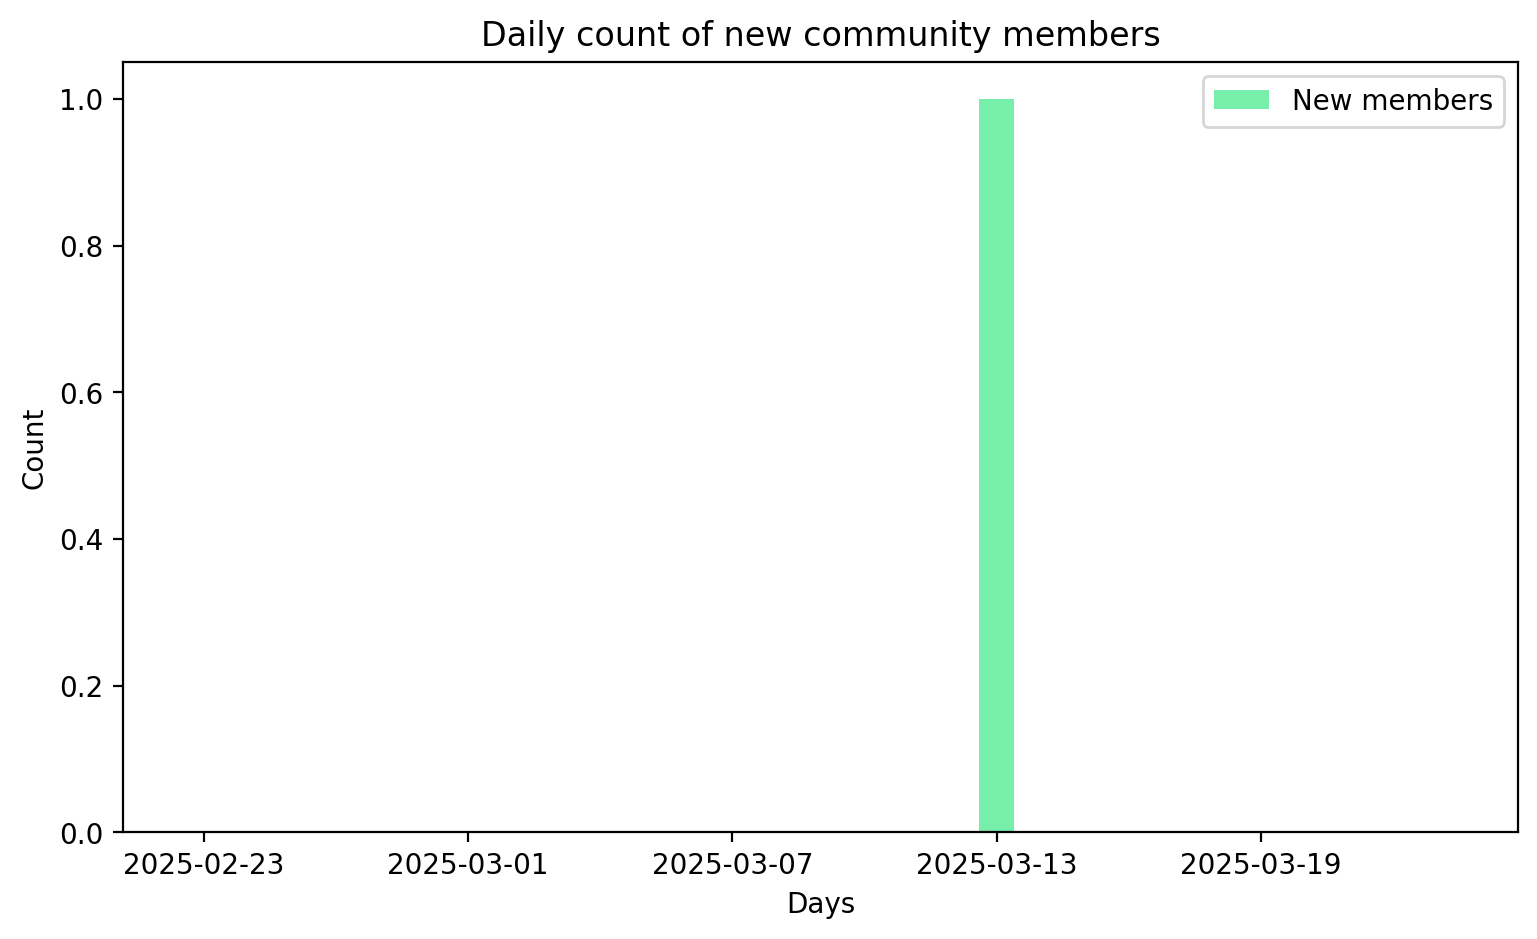 Daily count of new community members
New members
1.0
0.8
0.6
0.4
0.2
0.0
Count
2025-02-23
2025-03-01
2025-03-07
2025-03-13
2025-03-19
Days